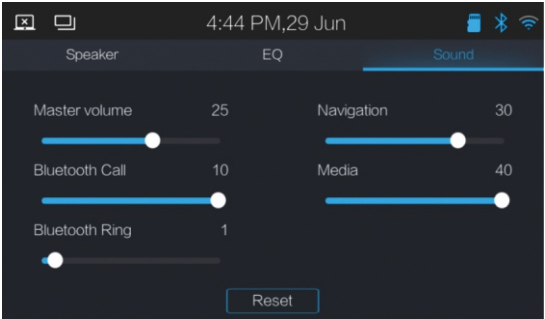 4:44 PM,29 Jun
Speaker EQ Sound
Master volume 25 Navigation 30
Bluetooth Call 10 Media 40
Bluetooth Ring 1
Reset